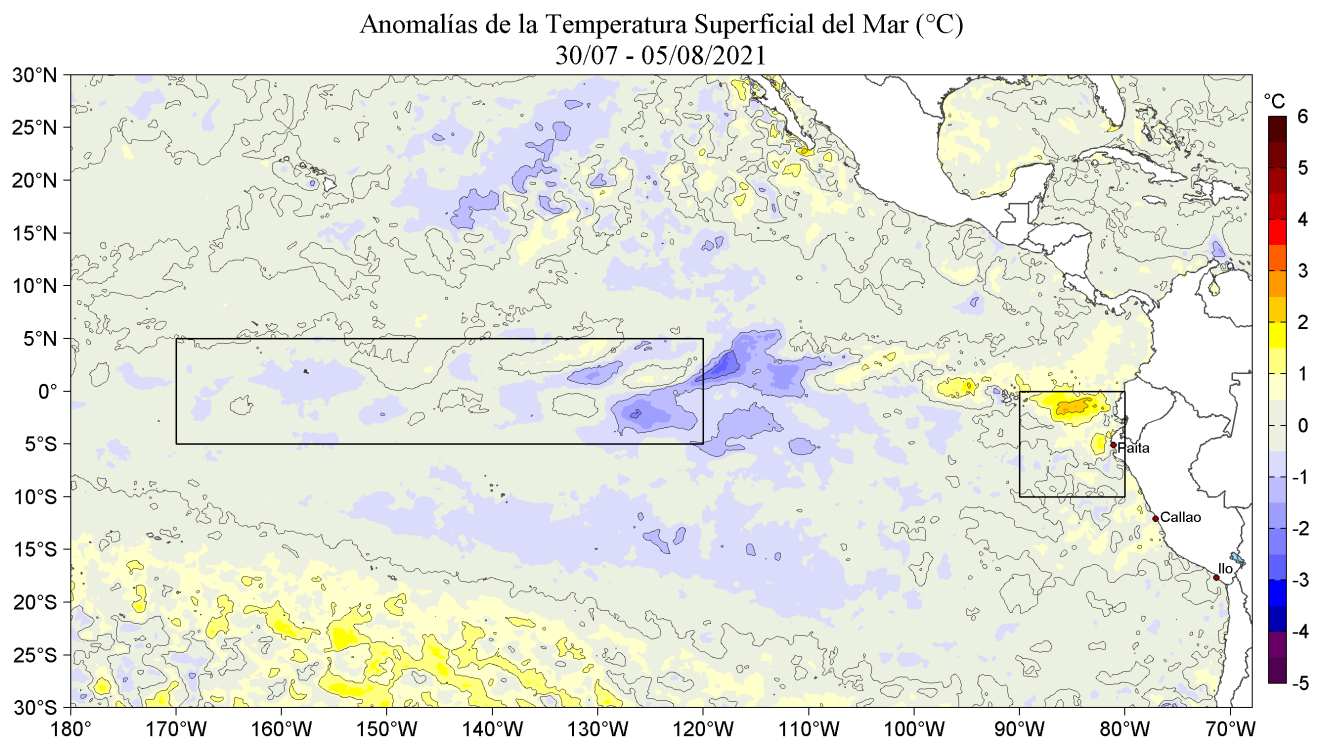 Anomalías de la Temperatura Superficial del Mar (°C)
30/07 - 05/08/2021
30°N
25°N
20°N
15°N
10°N
5°N
0°
5°S
10°S
15°S
20°S
25°S
30°S
180
170°W
160°W
150°W
140°W
130°W
120°W
110°W
100°W
90°W
80°W
70°W
Paita
Callao
Ilo
°C
6
5
4
3
2
1
0
-1
-2
-3
-4
-5